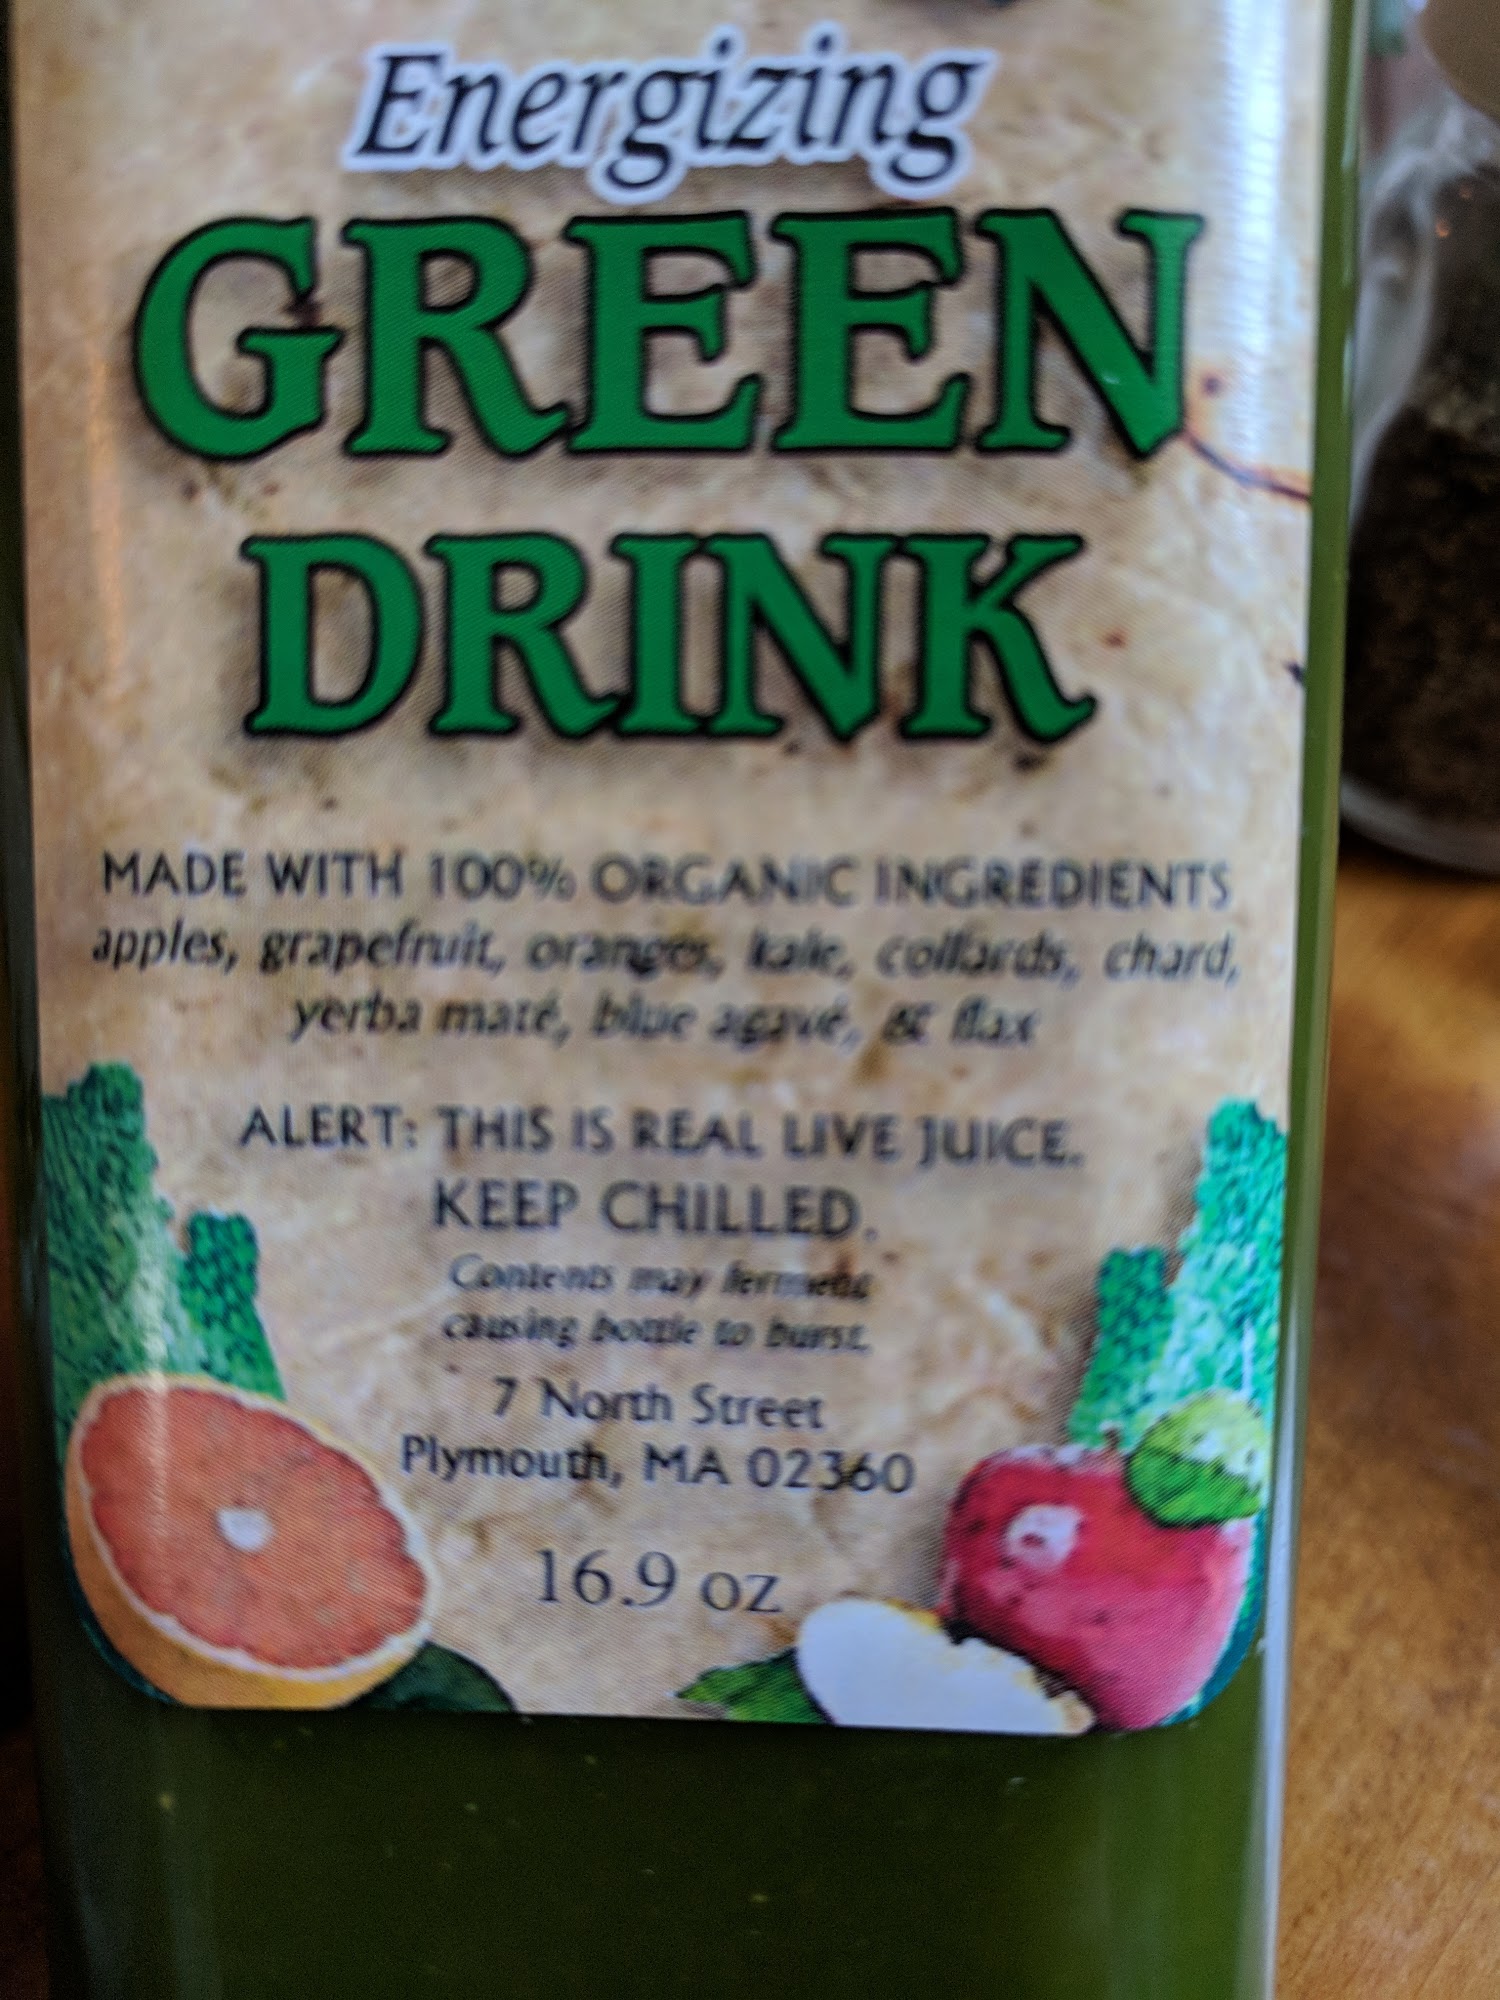 Energizing
GREEN
DRINK
MADE WITH 100% ORGANIC INGREDIENTS
apples, grapefruit, oranges, kale, collards, chard,
yerba maté, blue agavé, & flax
ALERT: THIS IS REAL LIVE JUICE.
KEEP CHILLED.
Contents may ferment
causing bottle to burst.
7 North Street
Plymouth, MA 02360
16.9 oz